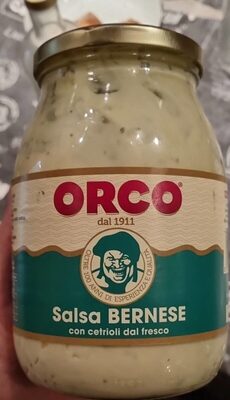 ORCO®
dal 1911
OLTRE 100 ANNI DI ESPERIENZA E QUALITÀ
Salsa BERNESE
con cetrioli dal fresco